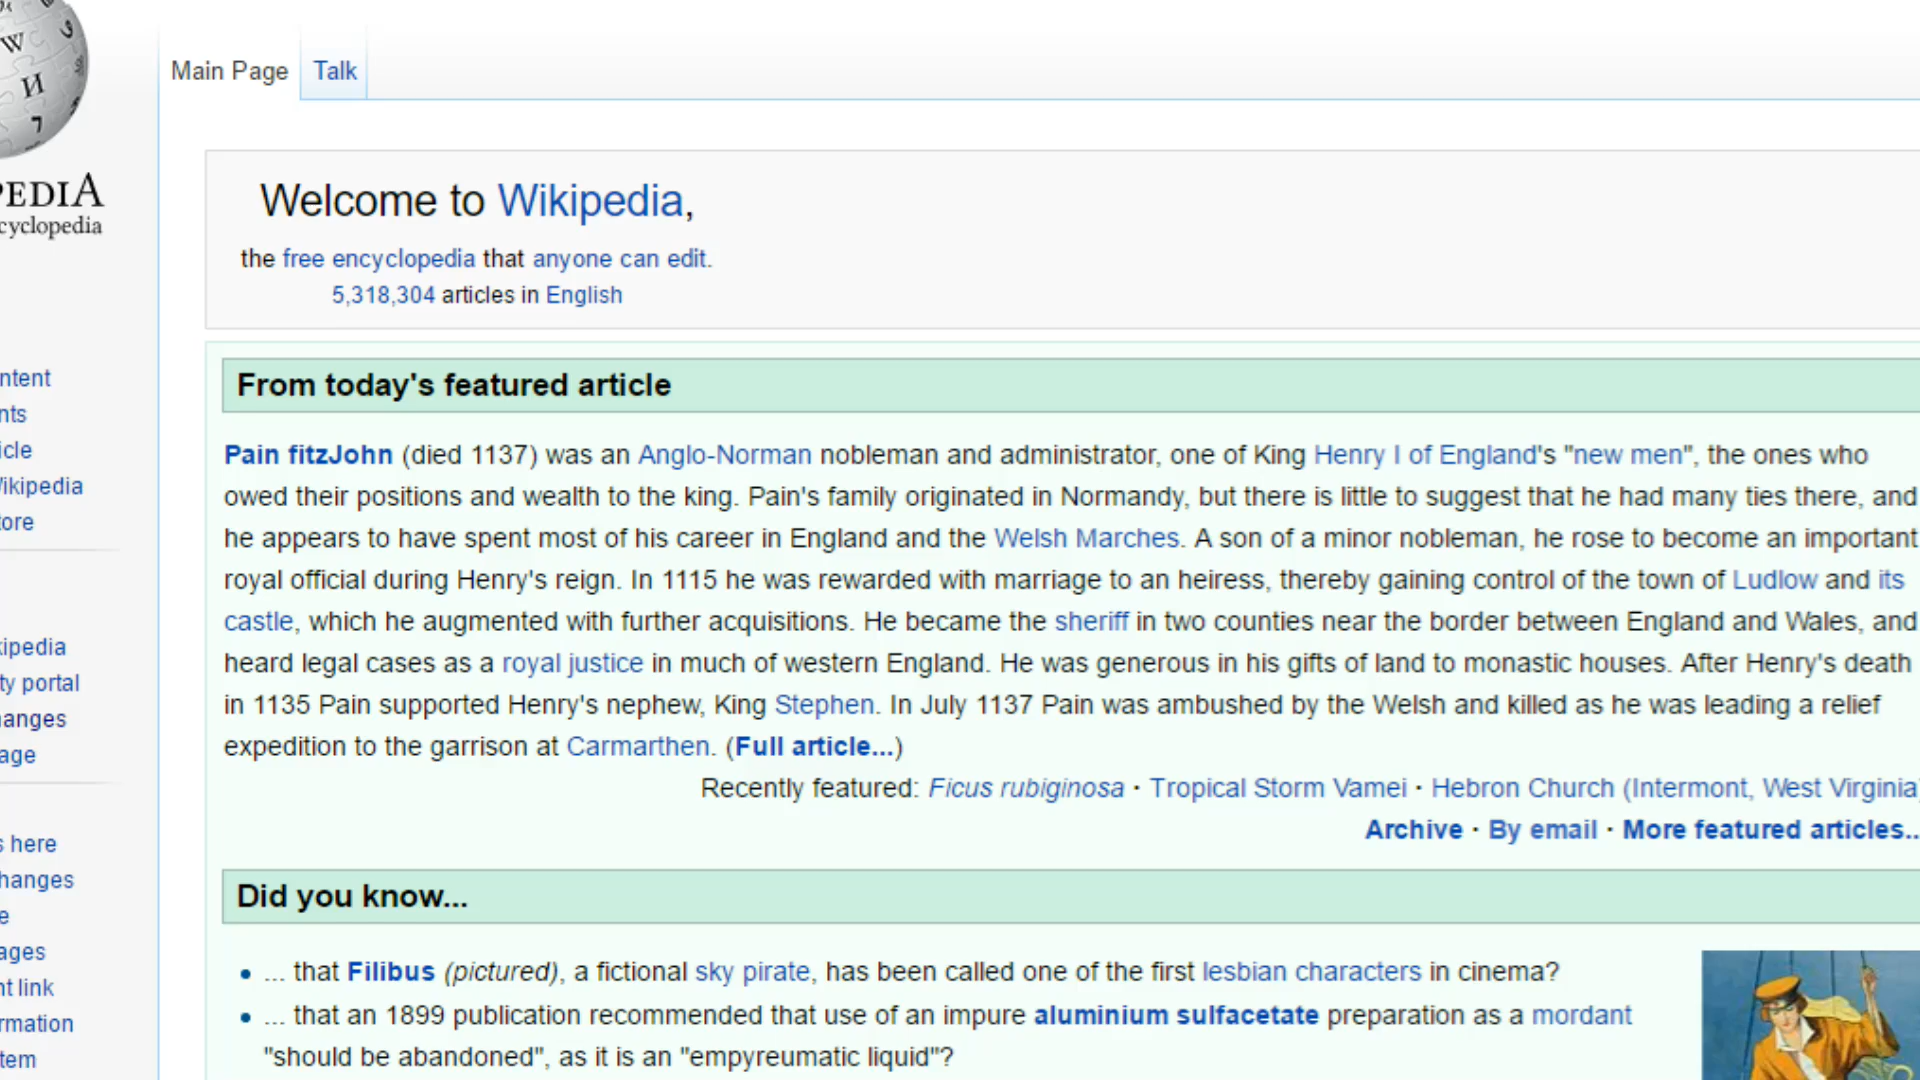 W
И
Main Page Talk
PEDIA
cyclopedia
Welcome to Wikipedia,
the free encyclopedia that anyone can edit.
5,318,304 articles in English
ntent
nts
icle
ikipedia
ore
From today's featured article
Pain fitzJohn (died 1137) was an Anglo-Norman nobleman and administrator, one of King Henry I of England's "new men", the ones who
owed their positions and wealth to the king. Pain's family originated in Normandy, but there is little to suggest that he had many ties there, and
he appears to have spent most of his career in England and the Welsh Marches. A son of a minor nobleman, he rose to become an important
royal official during Henry's reign. In 1115 he was rewarded with marriage to an heiress, thereby gaining control of the town of Ludlow and its
castle, which he augmented with further acquisitions. He became the sheriff in two counties near the border between England and Wales, and
heard legal cases as a royal justice in much of western England. He was generous in his gifts of land to monastic houses. After Henry's death
in 1135 Pain supported Henry's nephew, King Stephen. In July 1137 Pain was ambushed by the Welsh and killed as he was leading a relief
expedition to the garrison at Carmarthen. (Full article...)
Recently featured: Ficus rubiginosa · Tropical Storm Vamei · Hebron Church (Intermont, West Virginia)
Archive · By email · More featured articles..
kipedia
ty portal
hanges
age
s here
hanges
e
ages
nt link
rmation
tem
Did you know...
... that Filibus (pictured), a fictional sky pirate, has been called one of the first lesbian characters in cinema?
... that an 1899 publication recommended that use of an impure aluminium sulfacetate preparation as a mordant
"should be abandoned", as it is an "empyreumatic liquid"?